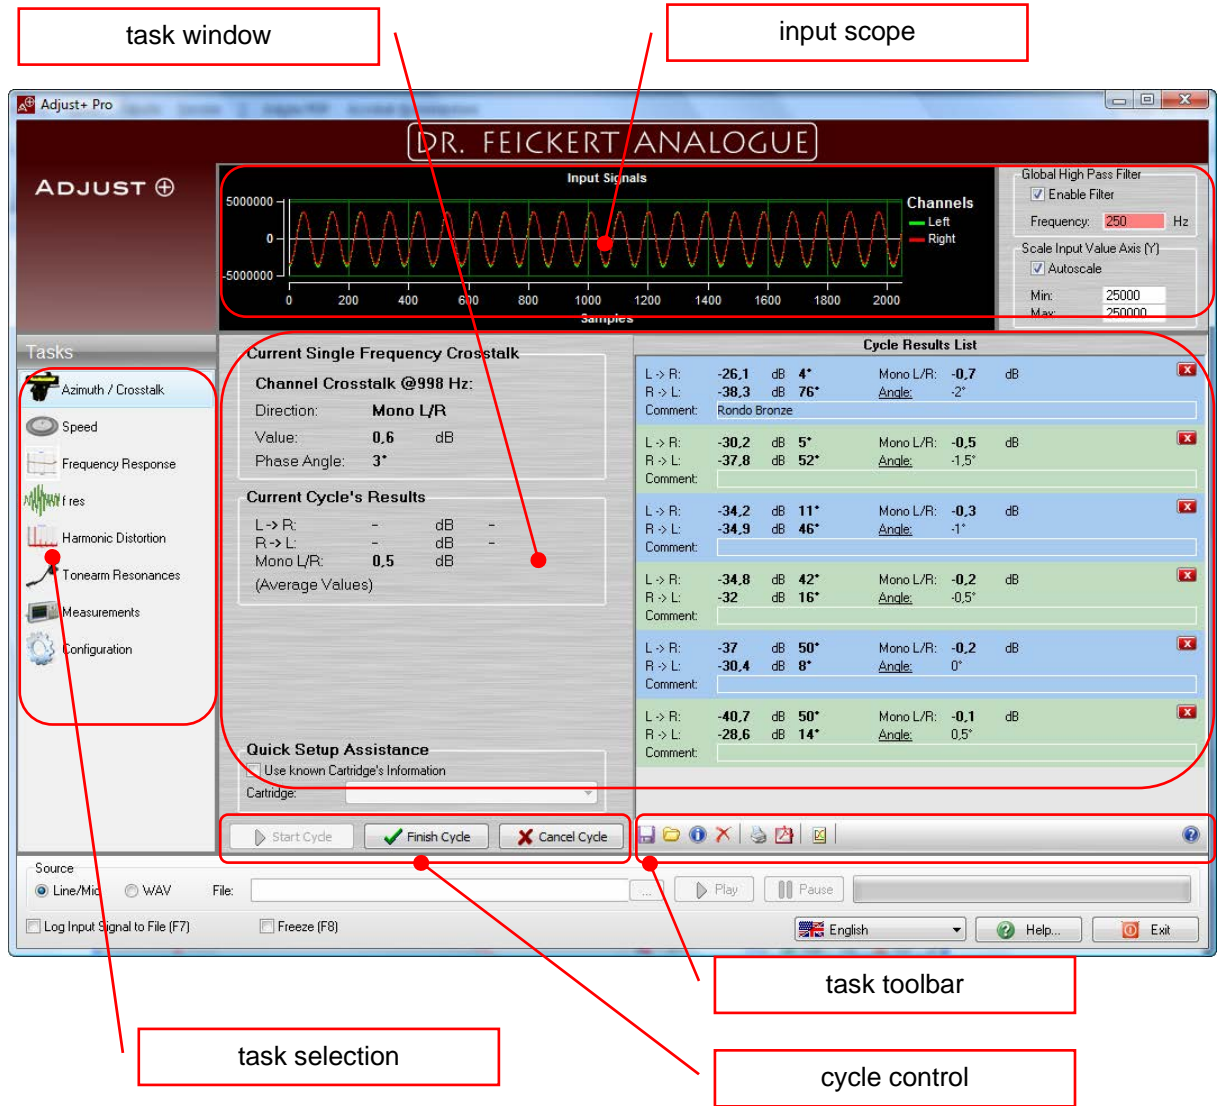 task window
input scope
Adjust+ Pro
DR. FEICKERT ANALOGUE
ADJUST
Input Signals
5000000
0
-5000000
0 200 400 600 800 1000 1200 1400 1600 1800 2000
Samples
Channels
Left
Right
Global High Pass Filter
Enable Filter
Frequency: 250 Hz
Scale Input Value Axis (Y)
Autoscale
Min: 25000
Max: 250000
Tasks
Azimuth / Crosstalk
Speed
Frequency Response
f res
Harmonic Distortion
Tonearm Resonances
Measurements
Configuration
Current Single Frequency Crosstalk
Channel Crosstalk @998 Hz:
Direction: Mono L/R
Value: 0,6 dB
Phase Angle: 3°
Current Cycle's Results
L -> R: - dB -
R -> L: - dB -
Mono L/R: 0,5 dB
(Average Values)
Quick Setup Assistance
Use known Cartridge's Information
Cartridge:
Cycle Results List
L -> R: -26,1 dB 4° Mono L/R: -0,7 dB
R -> L: -38,3 dB 76° Angle: -2°
Comment: Rondo Bronze
L -> R: -30,2 dB 5° Mono L/R: -0,5 dB
R -> L: -37,8 dB 52° Angle: -1,5°
Comment:
L -> R: -34,2 dB 11° Mono L/R: -0,3 dB
R -> L: -34,9 dB 46° Angle: -1°
Comment:
L -> R: -34,8 dB 42° Mono L/R: -0,2 dB
R -> L: -32 dB 16° Angle: -0,5°
Comment:
L -> R: -37 dB 50° Mono L/R: -0,2 dB
R -> L: -30,4 dB 8° Angle: 0°
Comment:
L -> R: -40,7 dB 50° Mono L/R: -0,1 dB
R -> L: -28,6 dB 14° Angle: 0,5°
Comment:
Start Cycle Finish Cycle Cancel Cycle
Source
Line/Mic WAV File: ... Play Pause
Log Input Signal to File (F7) Freeze (F8) English Help... Exit
task toolbar
task selection
cycle control